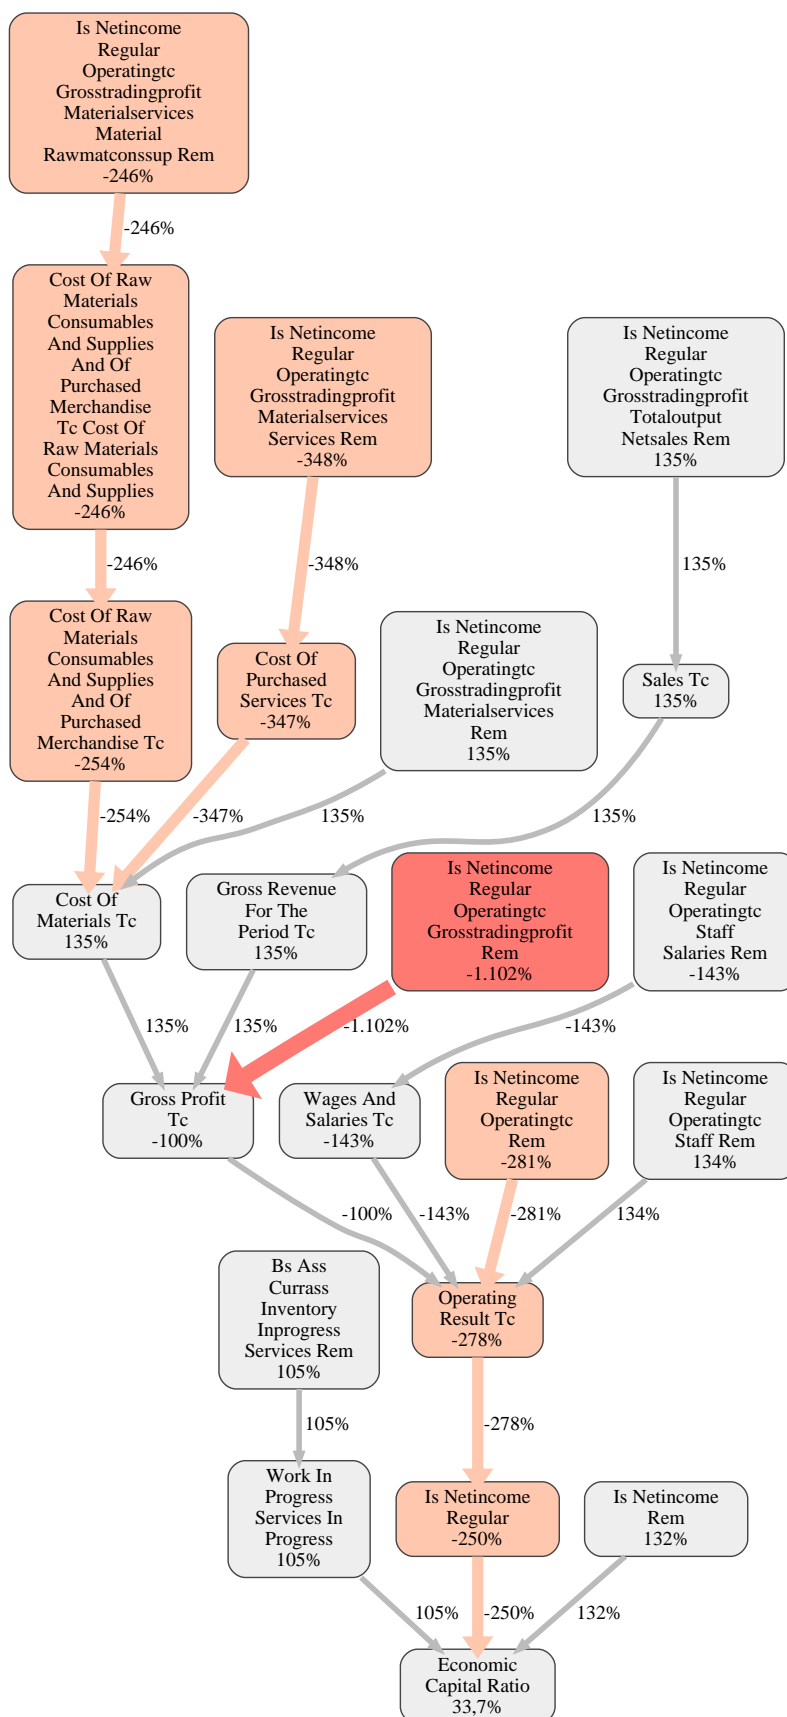 Is Netincome
Regular
Operatingtc
Grosstradingprofit
Materialservices
Material
Rawmatconssup Rem
-246%
-246%
Cost Of Raw
Materials
Consumables
And Supplies
And Of
Purchased
Merchandise
Tc Cost Of
Raw Materials
Consumables
And Supplies
-246%
Is Netincome
Regular
Operatingtc
Grosstradingprofit
Materialservices
Services Rem
-348%
Is Netincome
Regular
Operatingtc
Grosstradingprofit
Totaloutput
Netsales Rem
135%
-246%
-348%
135%
Cost Of Raw
Materials
Consumables
And Supplies
And Of
Purchased
Merchandise Tc
-254%
Cost Of
Purchased
Services Tc
-347%
Is Netincome
Regular
Operatingtc
Grosstradingprofit
Materialservices
Rem
135%
Sales Tc
135%
-254%
-347%
135%
135%
Cost Of
Materials Tc
135%
Gross Revenue
For The
Period Tc
135%
Is Netincome
Regular
Operatingtc
Grosstradingprofit
Rem
-1.102%
Is Netincome
Regular
Operatingtc
Staff
Salaries Rem
-143%
135%
135%
-1.102%
-143%
Gross Profit
Tc
-100%
Wages And
Salaries Tc
-143%
Is Netincome
Regular
Operatingtc
Rem
-281%
Is Netincome
Regular
Operatingtc
Staff Rem
134%
-100%
-143%
-281%
134%
Bs Ass
Currass
Inventory
Inprogress
Services Rem
105%
Operating
Result Tc
-278%
105%
-278%
Work In
Progress
Services In
Progress
105%
Is Netincome
Regular
-250%
Is Netincome
Rem
132%
105%
-250%
132%
Economic
Capital Ratio
33,7%